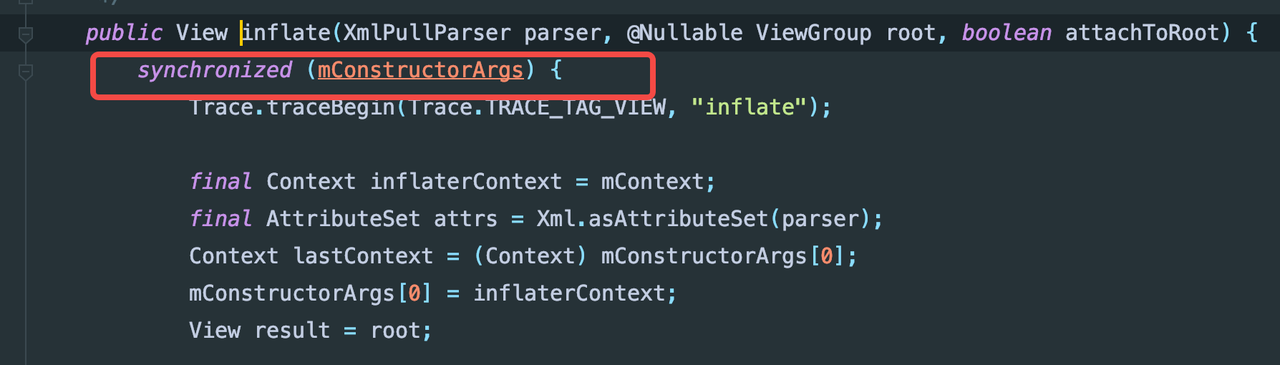 public View inflate(XmlPullParser parser, @Nullable ViewGroup root, boolean attachToRoot) {
synchronized (mConstructorArgs) {
Trace.traceBegin(Trace.TRACE_TAG_VIEW, "inflate");
final Context inflaterContext = mContext;
final AttributeSet attrs = Xml.asAttributeSet(parser);
Context lastContext = (Context) mConstructorArgs[0];
mConstructorArgs[0] = inflaterContext;
View result = root;